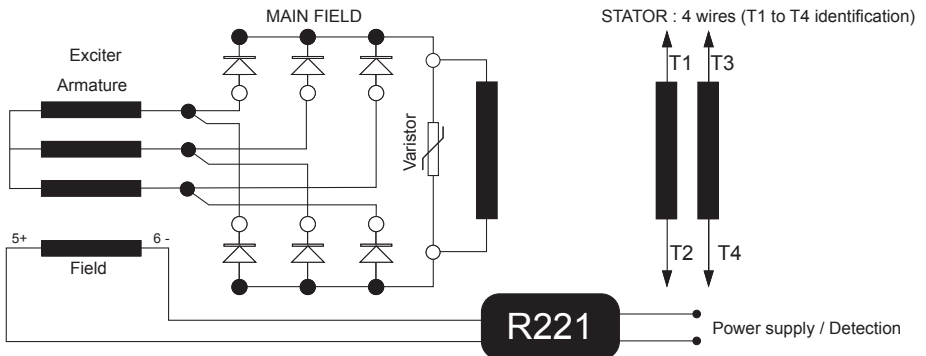 MAIN FIELD
STATOR : 4 wires (T1 to T4 identification)
Exciter
Armature
T1
T3
Varistor
5+
6 -
Field
T2
T4
R221
Power supply / Detection